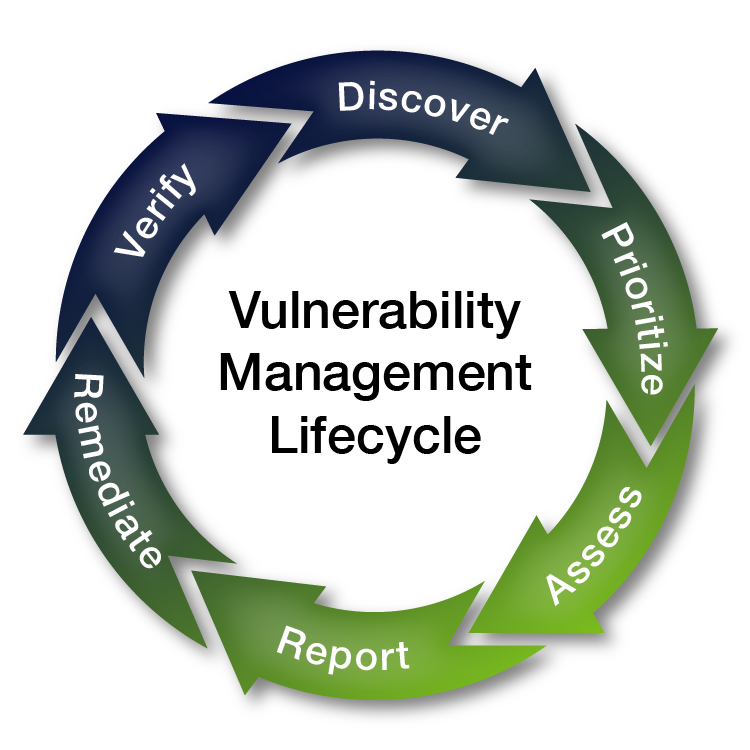 Discover
Prioritize
Assess
Report
Remediate
Verify
Vulnerability
Management
Lifecycle